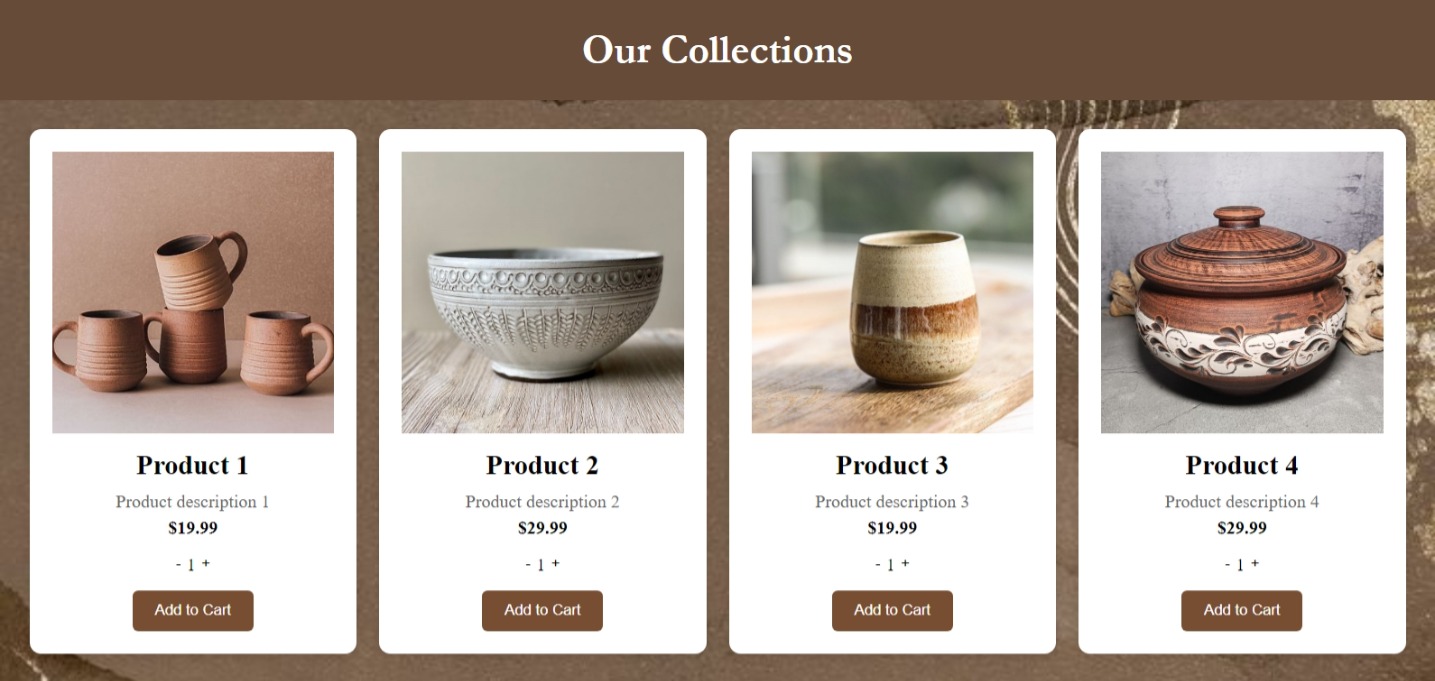 Our Collections
Product 1
Product description 1
$19.99
- 1 +
Add to Cart
Product 2
Product description 2
$29.99
- 1 +
Add to Cart
Product 3
Product description 3
$19.99
- 1 +
Add to Cart
Product 4
Product description 4
$29.99
- 1 +
Add to Cart